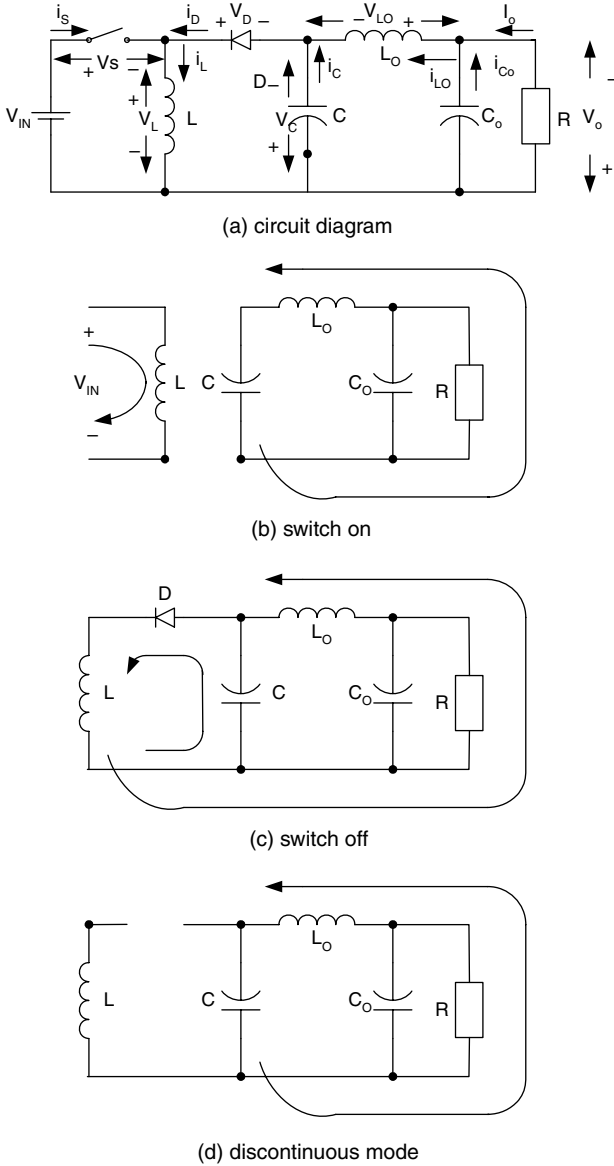 i_S i_D + V_D – – V_LO + I_o
+ Vs – i_L i_C L_O i_LO i_Co –
D–
V_IN + V_L L V_C C C_o R V_o
– + +
(a) circuit diagram
+ L_O
V_IN L C C_O R
–
(b) switch on
D
L_O
L C C_O R
(c) switch off
L_O
L C C_O R
(d) discontinuous mode